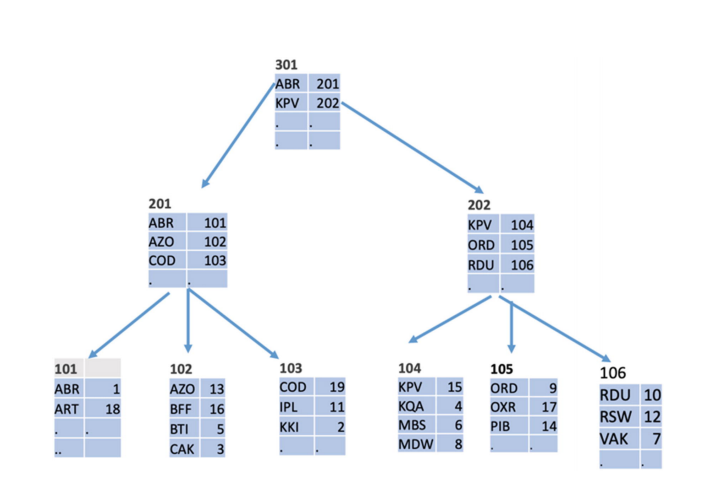 301
ABR 201
KPV 202
. .
. .
201
ABR 101
AZO 102
COD 103
. .
202
KPV 104
ORD 105
RDU 106
. .
101
ABR 1
ART 18
. .
..
102
AZO 13
BFF 16
BTI 5
CAK 3
103
COD 19
IPL 11
KKI 2
. .
104
KPV 15
KQA 4
MBS 6
MDW 8
105
ORD 9
OXR 17
PIB 14
. .
106
RDU 10
RSW 12
VAK 7
. .